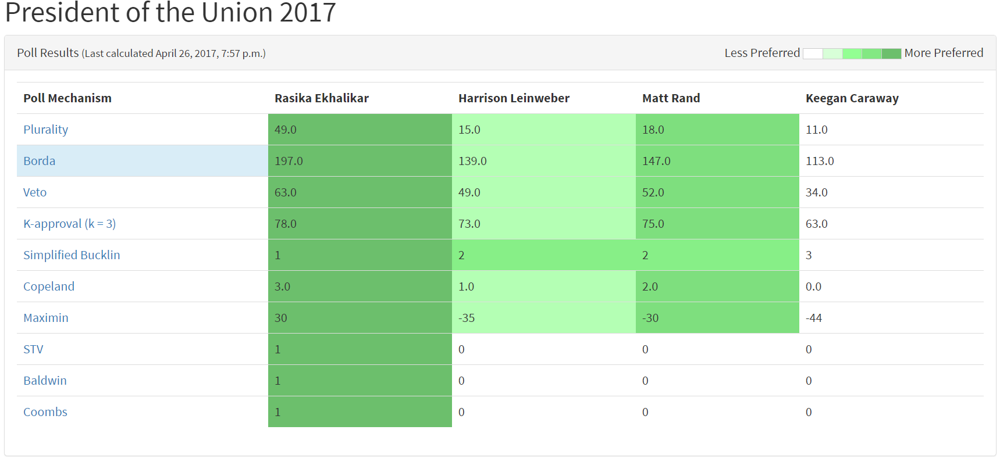 President of the Union 2017
Poll Results (Last calculated April 26, 2017, 7:57 p.m.) Less Preferred More Preferred
Poll Mechanism Rasika Ekhalikar Harrison Leinweber Matt Rand Keegan Caraway
Plurality 49.0 15.0 18.0 11.0
Borda 197.0 139.0 147.0 113.0
Veto 63.0 49.0 52.0 34.0
K-approval (k = 3) 78.0 73.0 75.0 63.0
Simplified Bucklin 1 2 2 3
Copeland 3.0 1.0 2.0 0.0
Maximin 30 -35 -30 -44
STV 1 0 0 0
Baldwin 1 0 0 0
Coombs 1 0 0 0